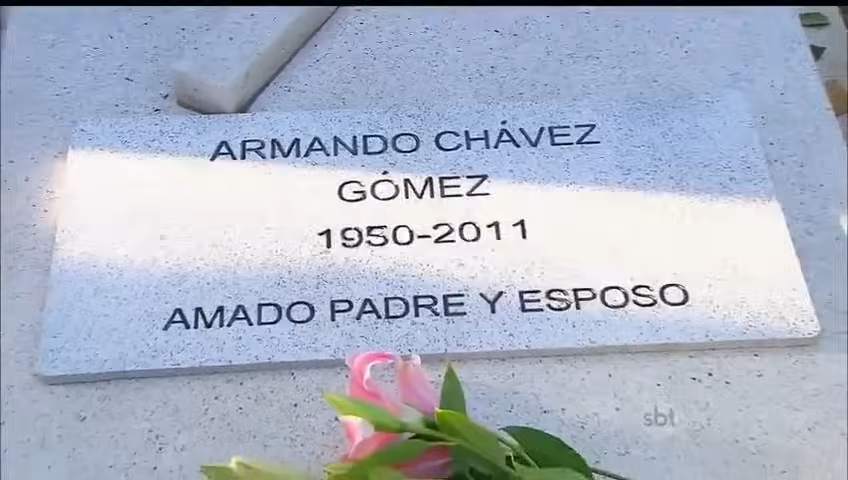 ARMANDO CHÁVEZ
GÓMEZ
1950-2011
AMADO PADRE Y ESPOSO
sbt